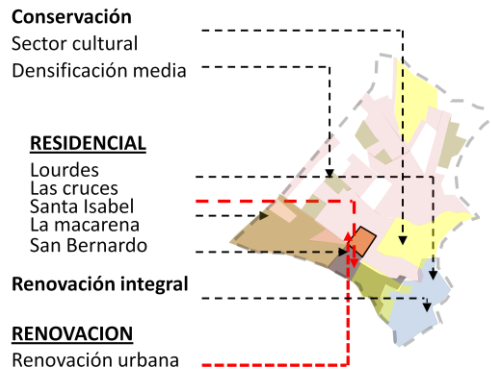 Conservación
Sector cultural
Densificación media
RESIDENCIAL
Lourdes
Las cruces
Santa Isabel
La macarena
San Bernardo
Renovación integral
RENOVACION
Renovación urbana